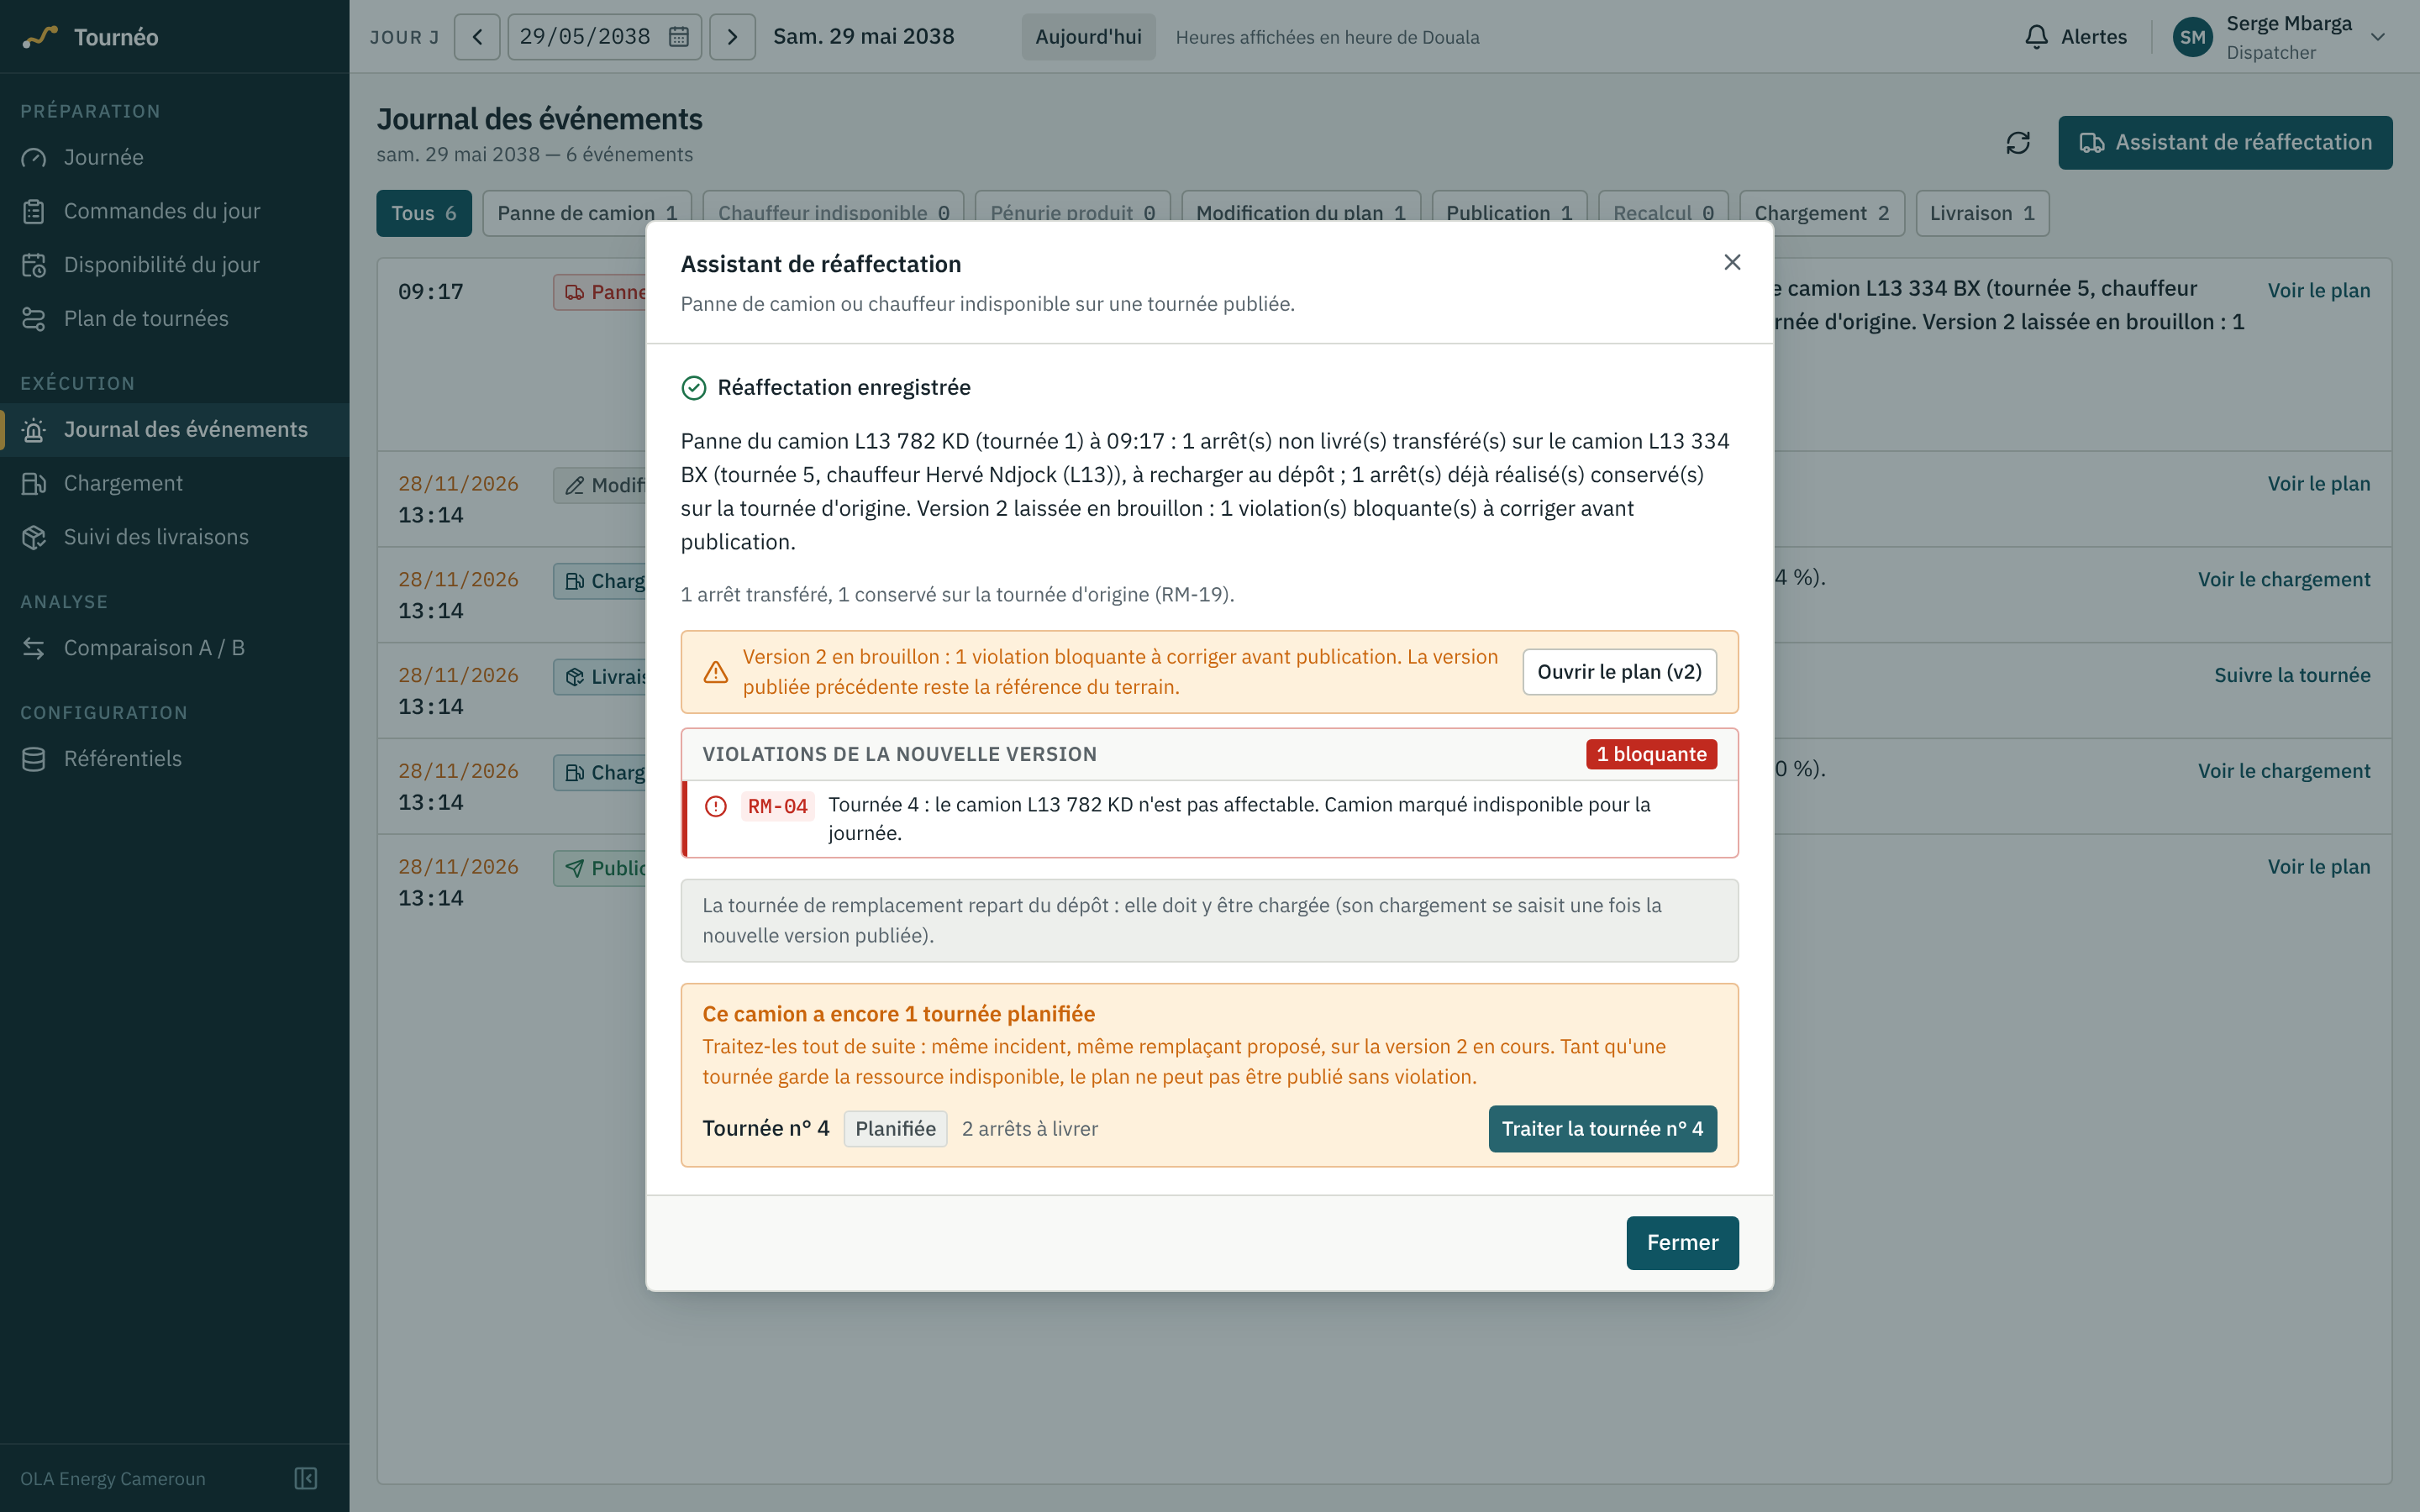 Tournéo
JOUR J
29/05/2038
Sam. 29 mai 2038
Aujourd'hui
Heures affichées en heure de Douala
Alertes
SM
Serge Mbarga
Dispatcher
PRÉPARATION
Journée
Commandes du jour
Disponibilité du jour
Plan de tournées
EXÉCUTION
Journal des événements
Chargement
Suivi des livraisons
ANALYSE
Comparaison A / B
CONFIGURATION
Référentiels
OLA Energy Cameroun
Journal des événements
sam. 29 mai 2038 — 6 événements
Assistant de réaffectation
Tous 6
Panne de camion 1
Chauffeur indisponible 0
Pénurie produit 0
Modification du plan 1
Publication 1
Recalcul 0
Chargement 2
Livraison 1
09:17
Panne
camion L13 334 BX (tournée 5, chauffeur
d'origine. Version 2 laissée en brouillon : 1
Voir le plan
28/11/2026
13:14
Voir le plan
28/11/2026
13:14
4 %).
Voir le chargement
28/11/2026
13:14
Suivre la tournée
28/11/2026
13:14
0 %).
Voir le chargement
28/11/2026
13:14
Voir le plan
Assistant de réaffectation
Panne de camion ou chauffeur indisponible sur une tournée publiée.
Réaffectation enregistrée
Panne du camion L13 782 KD (tournée 1) à 09:17 : 1 arrêt(s) non livré(s) transféré(s) sur le camion L13 334
BX (tournée 5, chauffeur Hervé Ndjock (L13)), à recharger au dépôt ; 1 arrêt(s) déjà réalisé(s) conservé(s)
sur la tournée d'origine. Version 2 laissée en brouillon : 1 violation(s) bloquante(s) à corriger avant
publication.
1 arrêt transféré, 1 conservé sur la tournée d'origine (RM-19).
Version 2 en brouillon : 1 violation bloquante à corriger avant publication. La version
publiée précédente reste la référence du terrain.
Ouvrir le plan (v2)
VIOLATIONS DE LA NOUVELLE VERSION
1 bloquante
RM-04
Tournée 4 : le camion L13 782 KD n'est pas affectable. Camion marqué indisponible pour la
journée.
La tournée de remplacement repart du dépôt : elle doit y être chargée (son chargement se saisit une fois la
nouvelle version publiée).
Ce camion a encore 1 tournée planifiée
Traitez-les tout de suite : même incident, même remplaçant proposé, sur la version 2 en cours. Tant qu'une
tournée garde la ressource indisponible, le plan ne peut pas être publié sans violation.
Tournée n° 4
Planifiée
2 arrêts à livrer
Traiter la tournée n° 4
Fermer